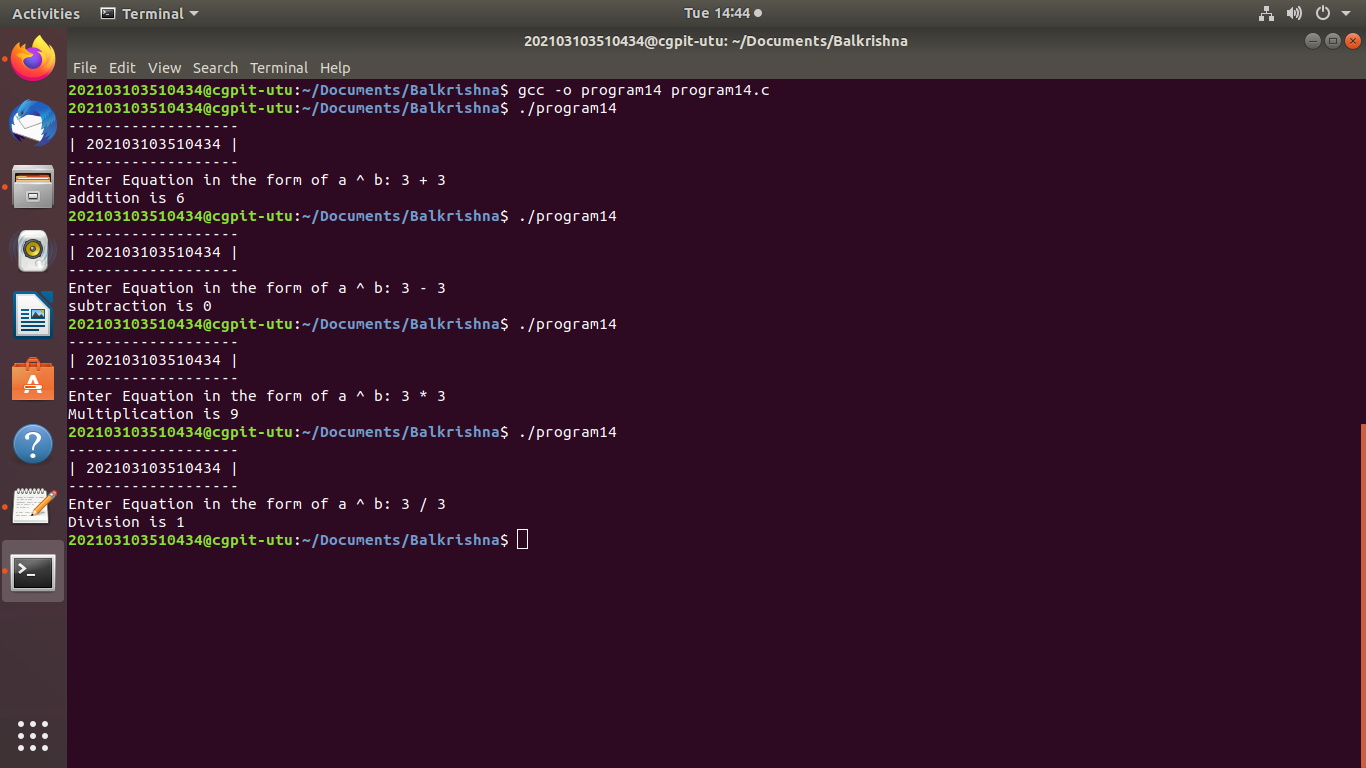 Activities Terminal Tue 14:44
202103103510434@cgpit-utu: ~/Documents/Balkrishna
File Edit View Search Terminal Help
202103103510434@cgpit-utu:~/Documents/Balkrishna$ gcc -o program14 program14.c
202103103510434@cgpit-utu:~/Documents/Balkrishna$ ./program14
-------------------
| 202103103510434 |
-------------------
Enter Equation in the form of a ^ b: 3 + 3
addition is 6
202103103510434@cgpit-utu:~/Documents/Balkrishna$ ./program14
-------------------
| 202103103510434 |
-------------------
Enter Equation in the form of a ^ b: 3 - 3
subtraction is 0
202103103510434@cgpit-utu:~/Documents/Balkrishna$ ./program14
-------------------
| 202103103510434 |
-------------------
Enter Equation in the form of a ^ b: 3 * 3
Multiplication is 9
202103103510434@cgpit-utu:~/Documents/Balkrishna$ ./program14
-------------------
| 202103103510434 |
-------------------
Enter Equation in the form of a ^ b: 3 / 3
Division is 1
202103103510434@cgpit-utu:~/Documents/Balkrishna$